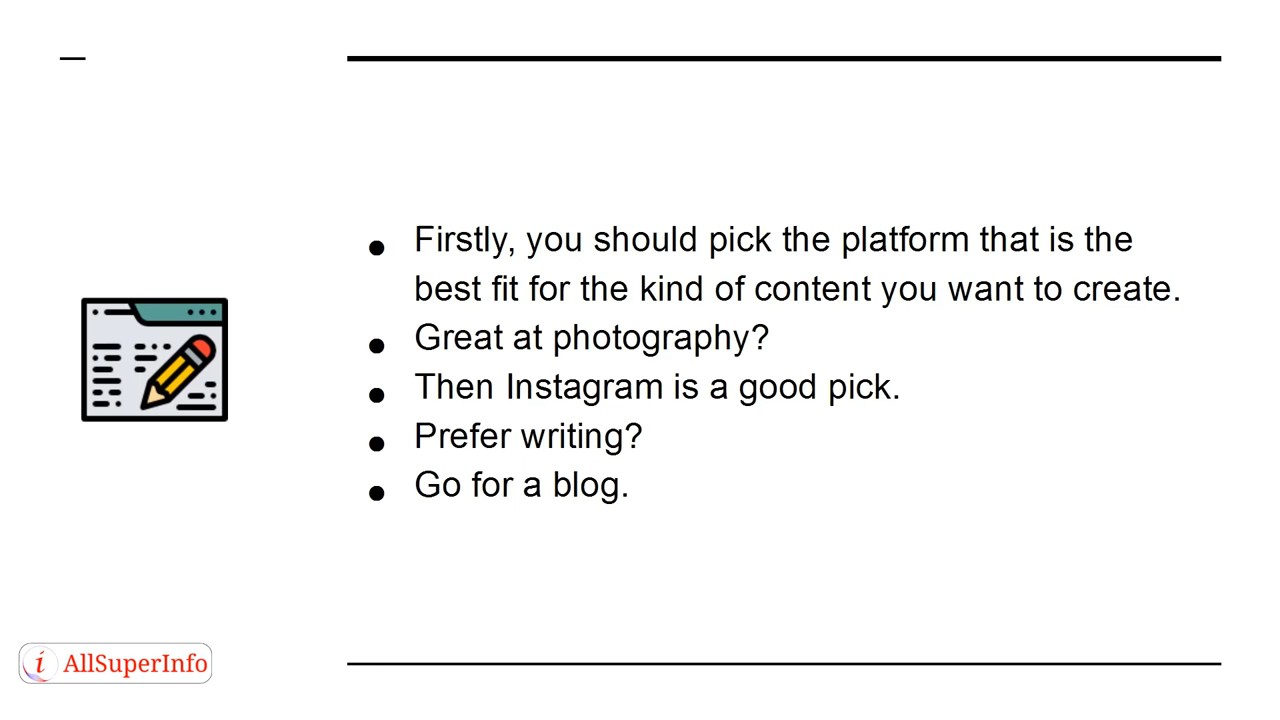 Firstly, you should pick the platform that is the
best fit for the kind of content you want to create.
Great at photography?
Then Instagram is a good pick.
Prefer writing?
Go for a blog.
i AllSuperInfo